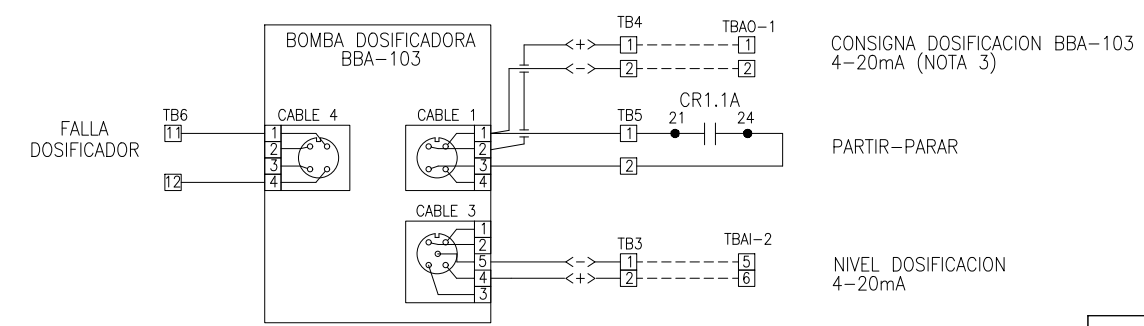 BOMBA DOSIFICADORA
BBA-103
FALLA
DOSIFICADOR
TB6
11
12
CABLE 4
1
2
3
4
CABLE 1
1
2
3
4
CABLE 3
1
2
5
4
3
TB4
<+> 1
<-> 2
TBAO-1
1
2
CONSIGNA DOSIFICACION BBA-103
4-20mA (NOTA 3)
TB5
1
2
CR1.1A
21 24
PARTIR-PARAR
TB3
<-> 1
<+> 2
TBAI-2
5
6
NIVEL DOSIFICACION
4-20mA